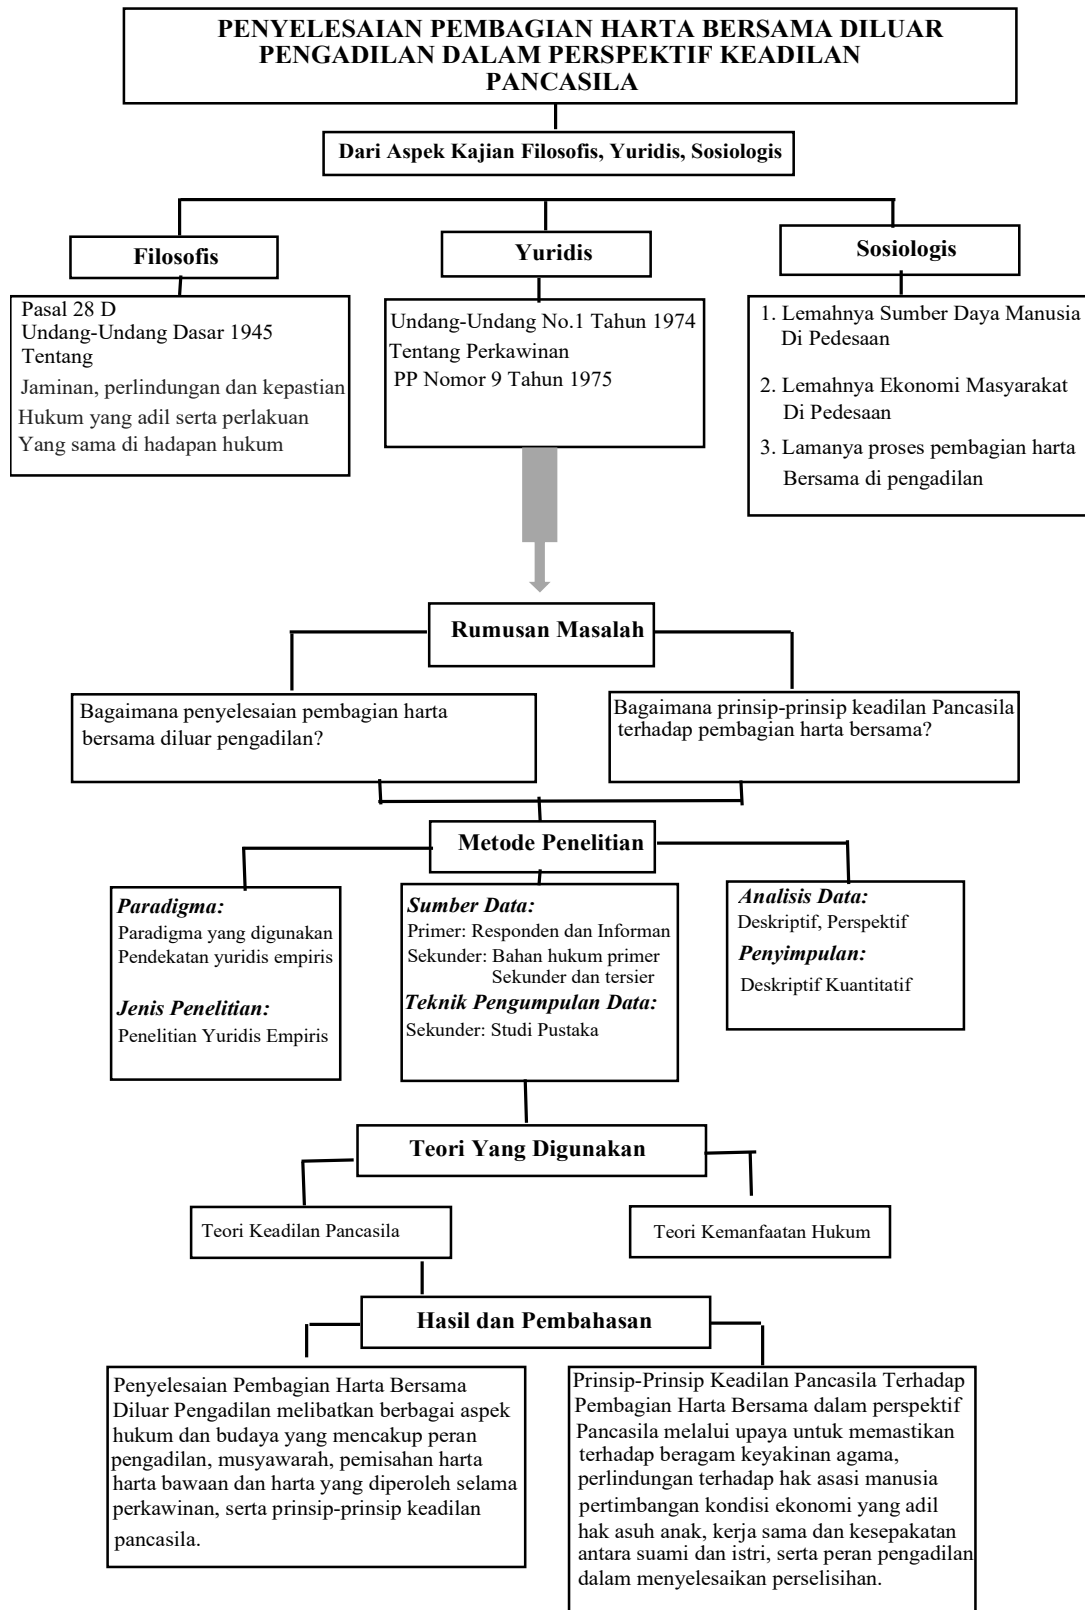 PENYELESAIAN PEMBAGIAN HARTA BERSAMA DILUAR
PENGADILAN DALAM PERSPEKTIF KEADILAN
PANCASILA
Dari Aspek Kajian Filosofis, Yuridis, Sosiologis
Filosofis
Pasal 28 D
Undang-Undang Dasar 1945
Tentang
Jaminan, perlindungan dan kepastian
Hukum yang adil serta perlakuan
Yang sama di hadapan hukum
Yuridis
Undang-Undang No.1 Tahun 1974
Tentang Perkawinan
PP Nomor 9 Tahun 1975
Sosiologis
1. Lemahnya Sumber Daya Manusia
Di Pedesaan
2. Lemahnya Ekonomi Masyarakat
Di Pedesaan
3. Lamanya proses pembagian harta
Bersama di pengadilan
Rumusan Masalah
Bagaimana penyelesaian pembagian harta
bersama diluar pengadilan?
Bagaimana prinsip-prinsip keadilan Pancasila
terhadap pembagian harta bersama?
Metode Penelitian
Paradigma:
Paradigma yang digunakan
Pendekatan yuridis empiris
Jenis Penelitian:
Penelitian Yuridis Empiris
Sumber Data:
Primer: Responden dan Informan
Sekunder: Bahan hukum primer
Sekunder dan tersier
Teknik Pengumpulan Data:
Sekunder: Studi Pustaka
Analisis Data:
Deskriptif, Perspektif
Penyimpulan:
Deskriptif Kuantitatif
Teori Yang Digunakan
Teori Keadilan Pancasila
Teori Kemanfaatan Hukum
Hasil dan Pembahasan
Penyelesaian Pembagian Harta Bersama
Diluar Pengadilan melibatkan berbagai aspek
hukum dan budaya yang mencakup peran
pengadilan, musyawarah, pemisahan harta
harta bawaan dan harta yang diperoleh selama
perkawinan, serta prinsip-prinsip keadilan
pancasila.
Prinsip-Prinsip Keadilan Pancasila Terhadap
Pembagian Harta Bersama dalam perspektif
Pancasila melalui upaya untuk memastikan
terhadap beragam keyakinan agama,
perlindungan terhadap hak asasi manusia
pertimbangan kondisi ekonomi yang adil
hak asuh anak, kerja sama dan kesepakatan
antara suami dan istri, serta peran pengadilan
dalam menyelesaikan perselisihan.